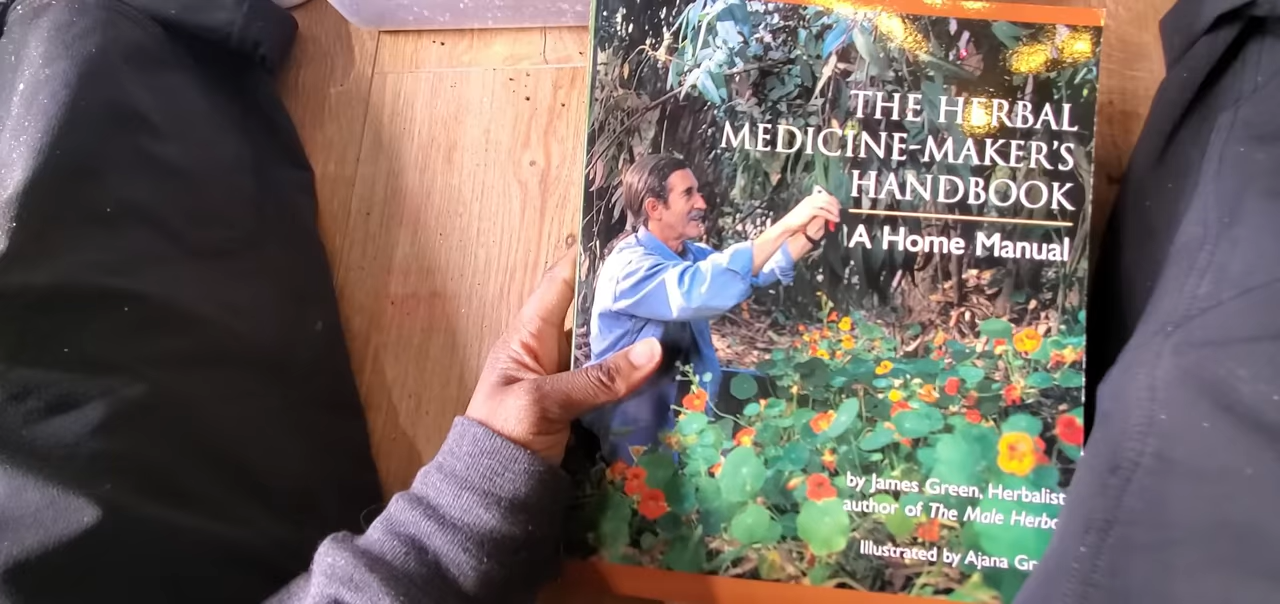 THE HERBAL
MEDICINE-MAKER'S
HANDBOOK
A Home Manual
by James Green, Herbalist
author of The Male
Illustrated by Ajana